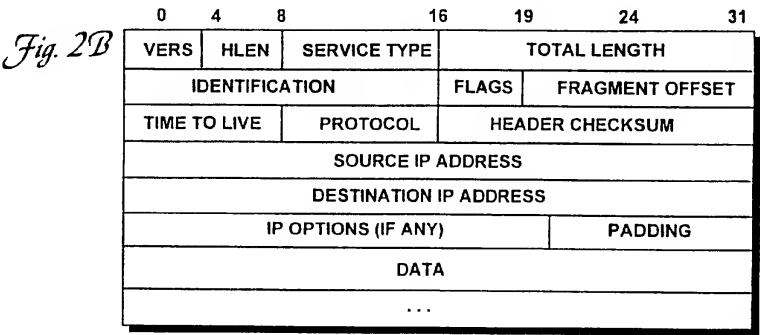 0 4 8 16 19 24 31
Fig. 2B
VERS HLEN SERVICE TYPE TOTAL LENGTH
IDENTIFICATION FLAGS FRAGMENT OFFSET
TIME TO LIVE PROTOCOL HEADER CHECKSUM
SOURCE IP ADDRESS
DESTINATION IP ADDRESS
IP OPTIONS (IF ANY) PADDING
DATA
...